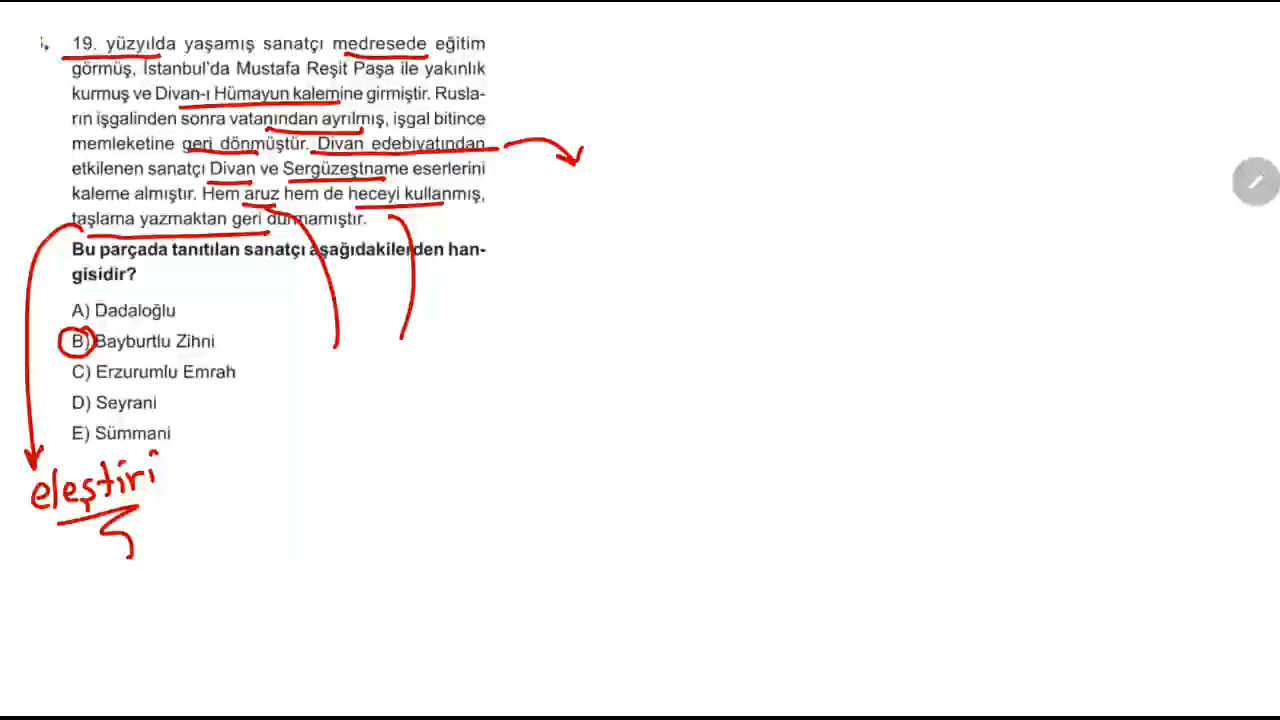 19. yüzyılda yaşamış sanatçı medresede eğitim
görmüş, İstanbul'da Mustafa Reşit Paşa ile yakınlık
kurmuş ve Divan-ı Hümayun kalemine girmiştir. Rusla-
rın işgalinden sonra vatanından ayrılmış, işgal bitince
memleketine geri dönmüştür. Divan edebiyatından
etkilenen sanatçı Divan ve Sergüzeştname eserlerini
kaleme almıştır. Hem aruz hem de heceyi kullanmış,
taşlama yazmaktan geri durmamıştır.
Bu parçada tanıtılan sanatçı aşağıdakilerden han-
gisidir?
A) Dadaloğlu
B) Bayburtlu Zihni
C) Erzurumlu Emrah
D) Seyrani
E) Sümmani
eleştiri